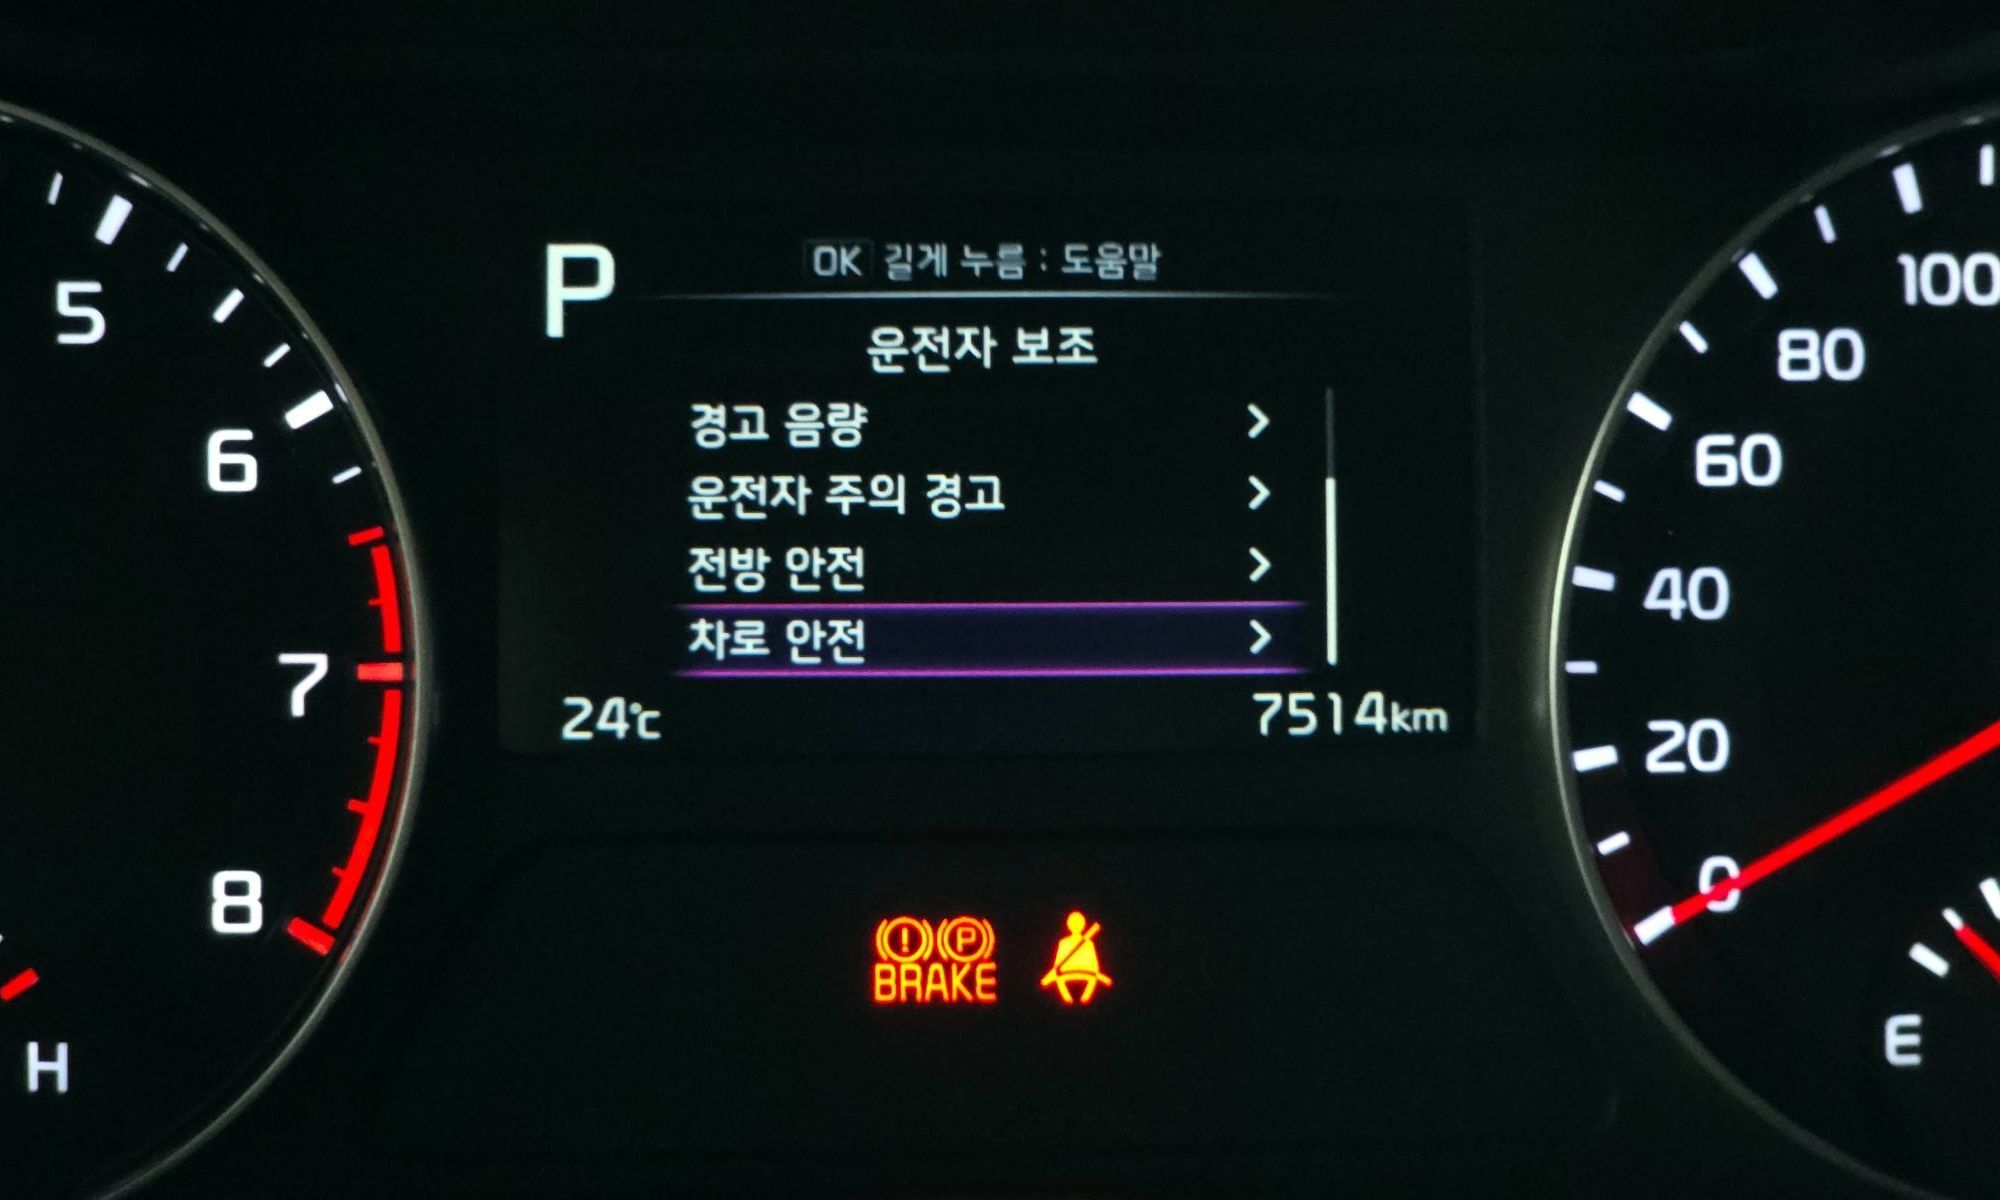 5
6
7
8
H
P
OK 길게 누름 : 도움말
운전자 보조
경고 음량 >
운전자 주의 경고 >
전방 안전 >
차로 안전 >
24℃
7514km
(!) (P)
BRAKE
100
80
60
40
20
0
E